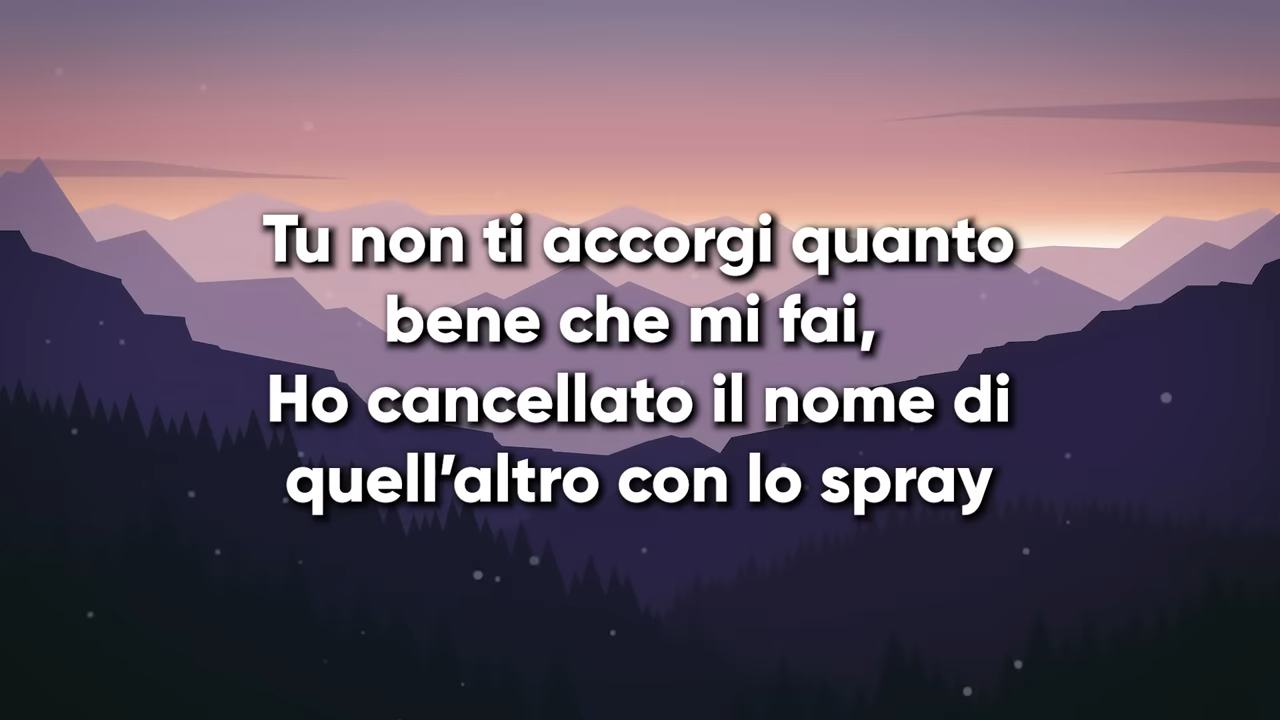 Tu non ti accorgi quanto
bene che mi fai,
Ho cancellato il nome di
quell'altro con lo spray